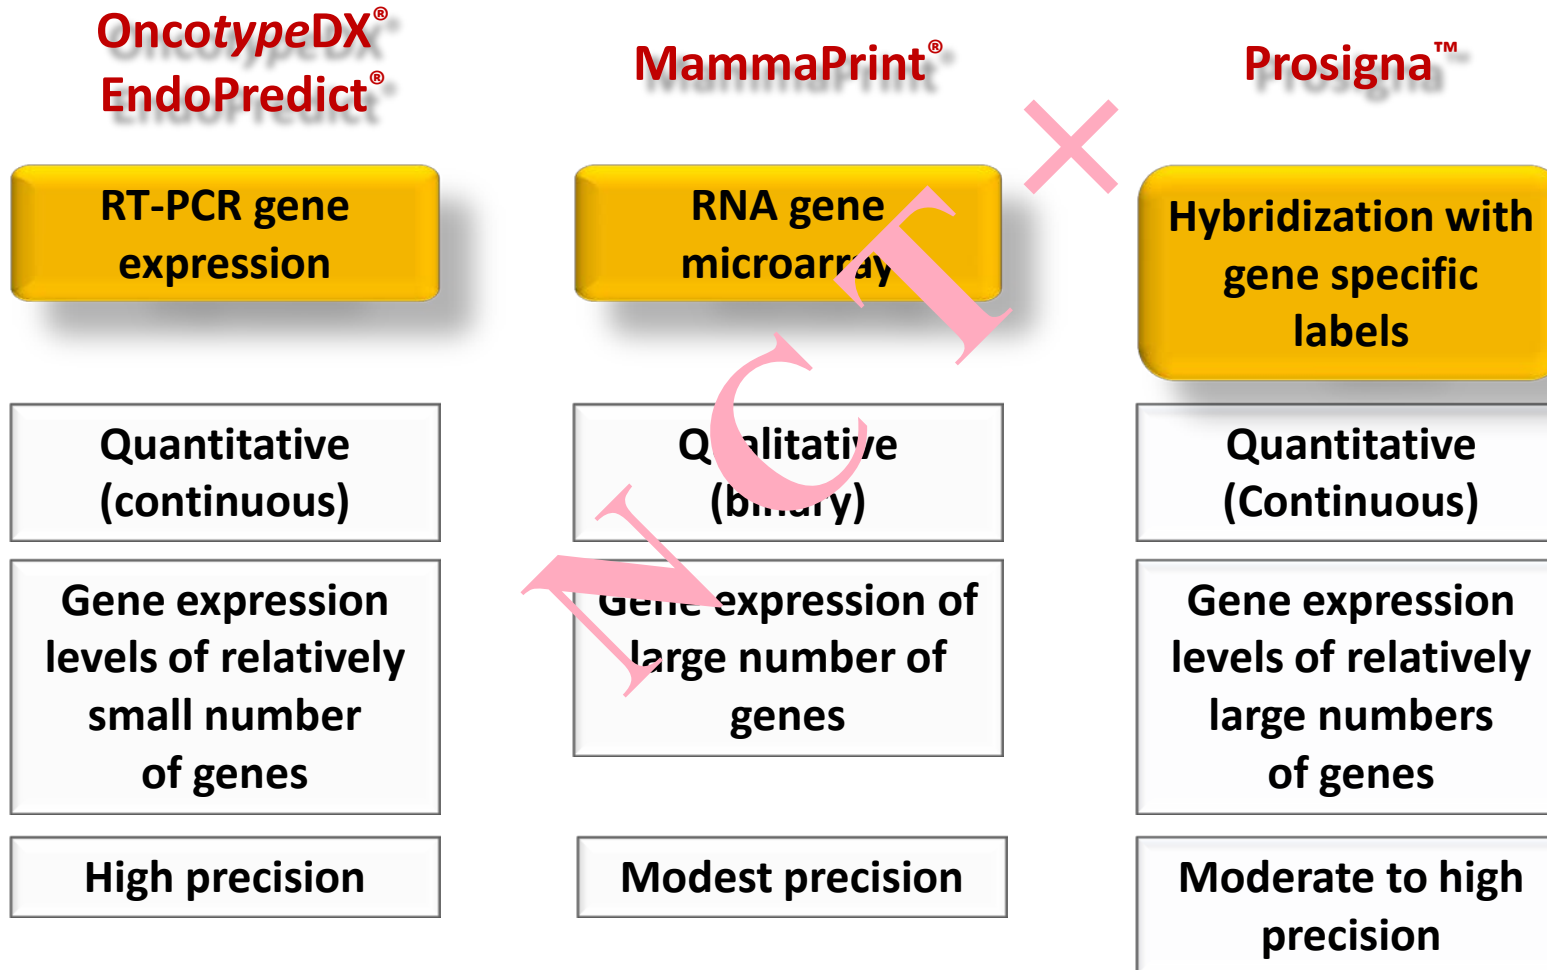 OncotypeDX®
EndoPredict®
RT-PCR gene
expression
Quantitative
(continuous)
Gene expression
levels of relatively
small number
of genes
High precision
MammaPrint®
RNA gene
microarray
Qualitative
(binary)
Gene expression of
large number of
genes
Modest precision
Prosigna™
Hybridization with
gene specific
labels
Quantitative
(Continuous)
Gene expression
levels of relatively
large numbers
of genes
Moderate to high
precision
NCT×